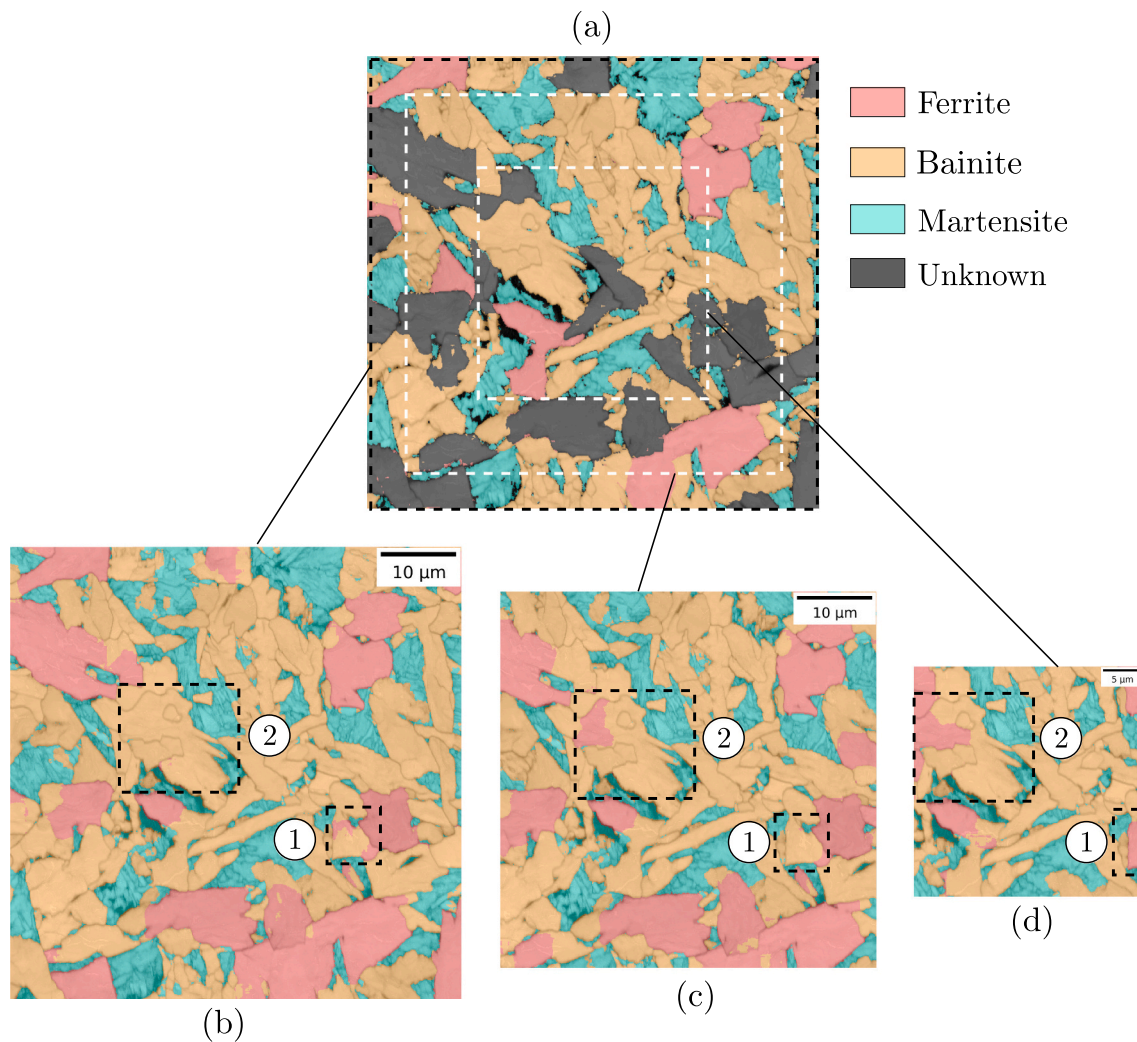 (a)
Ferrite
Bainite
Martensite
Unknown
10 µm
10 µm
5 µm
2
2
2
1
1
1
(b)
(c)
(d)